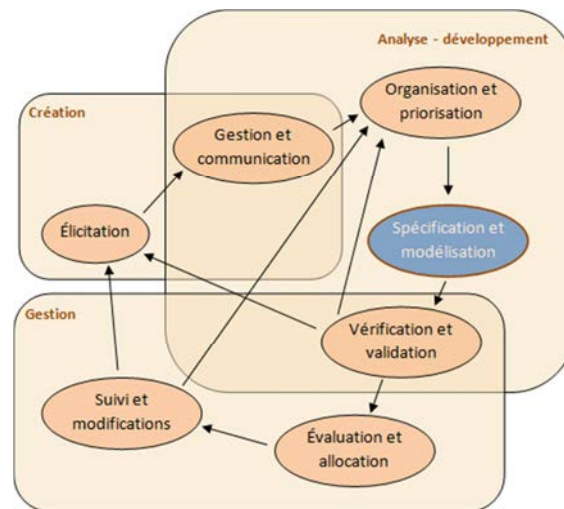 Analyse - développement
Organisation et
priorisation
Création
Gestion et
communication
Élicitation
Spécification et
modélisation
Gestion
Vérification et
validation
Suivi et
modifications
Évaluation et
allocation